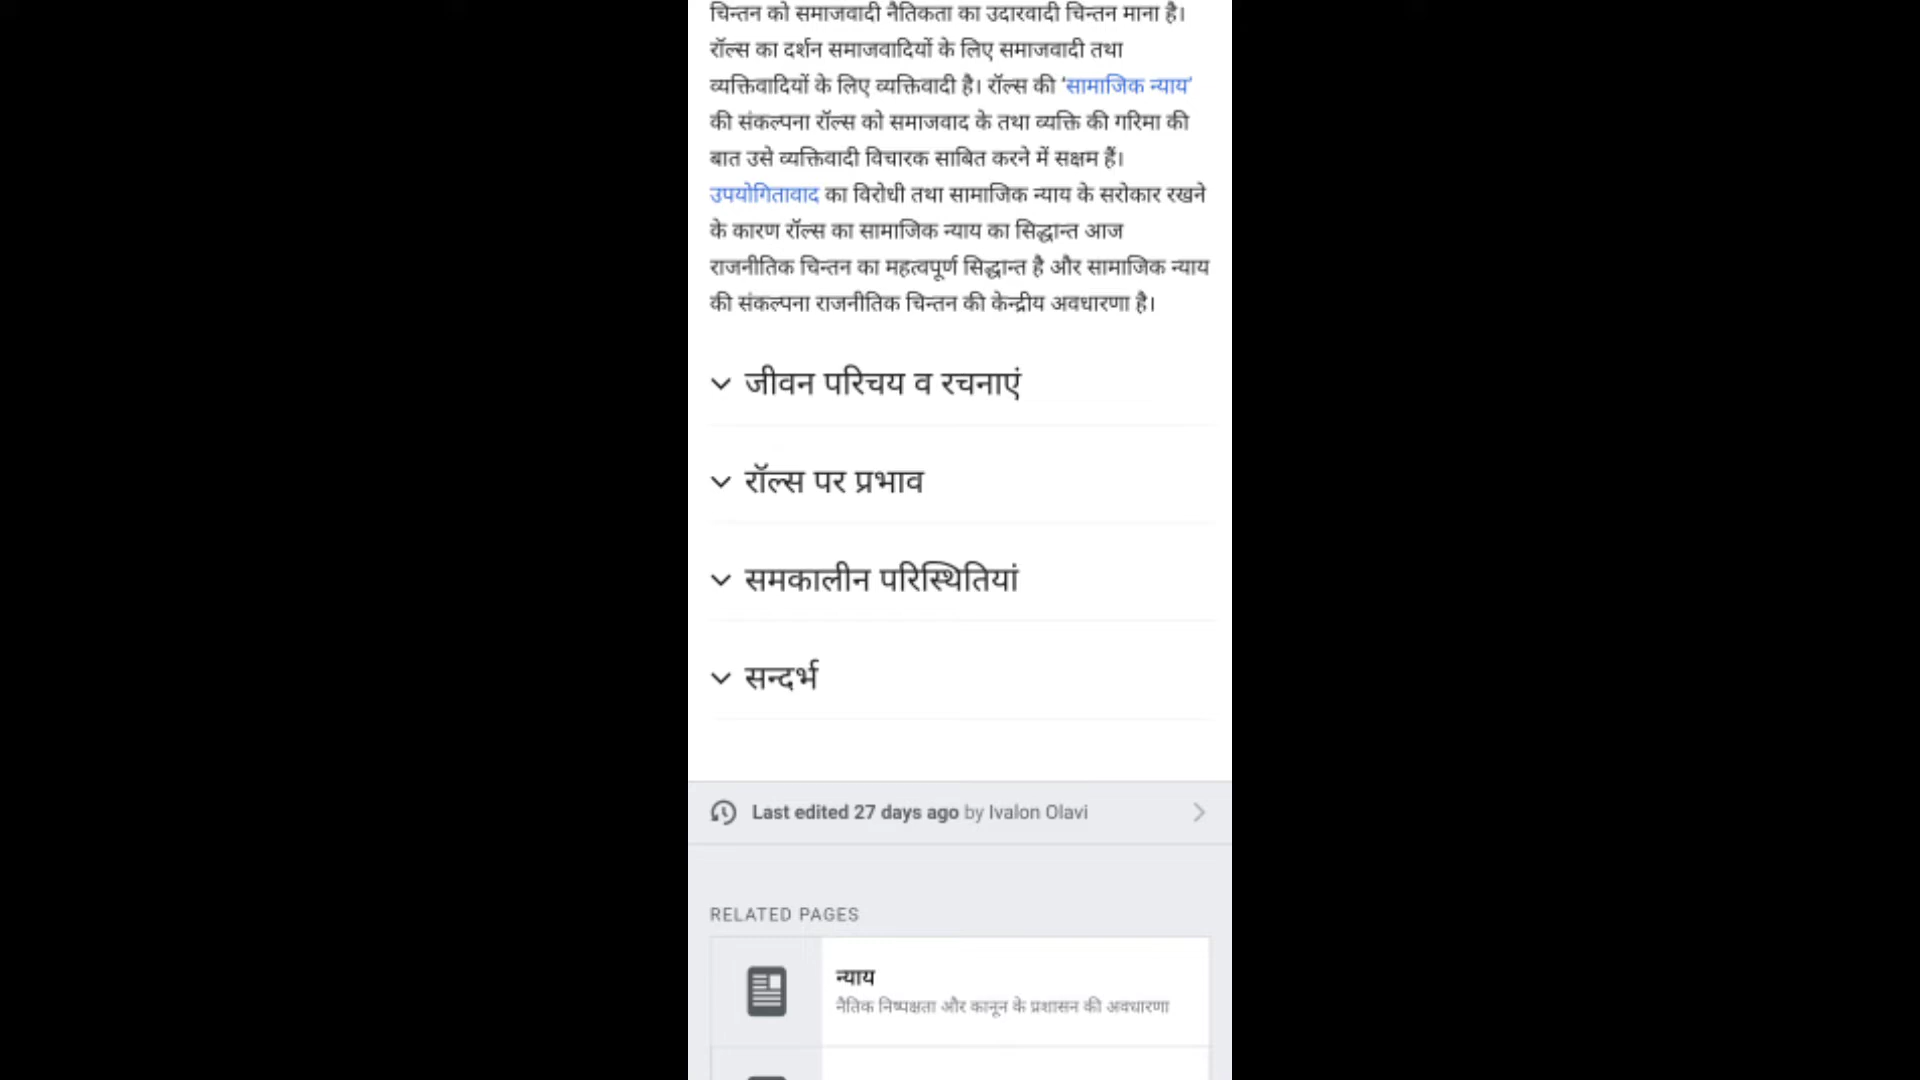 चिन्तन को समाजवादी नैतिकता का उदारवादी चिन्तन माना है।
रॉल्स का दर्शन समाजवादियों के लिए समाजवादी तथा
व्यक्तिवादियों के लिए व्यक्तिवादी है। रॉल्स की 'सामाजिक न्याय'
की संकल्पना रॉल्स को समाजवाद के तथा व्यक्ति की गरिमा की
बात उसे व्यक्तिवादी विचारक साबित करने में सक्षम हैं।
उपयोगितावाद का विरोधी तथा सामाजिक न्याय के सरोकार रखने
के कारण रॉल्स का सामाजिक न्याय का सिद्धान्त आज
राजनीतिक चिन्तन का महत्वपूर्ण सिद्धान्त है और सामाजिक न्याय
की संकल्पना राजनीतिक चिन्तन की केन्द्रीय अवधारणा है।
जीवन परिचय व रचनाएं
रॉल्स पर प्रभाव
समकालीन परिस्थितियां
सन्दर्भ
Last edited 27 days ago by Ivalon Olavi
RELATED PAGES
न्याय
नैतिक निष्पक्षता और कानून के प्रशासन की अवधारणा